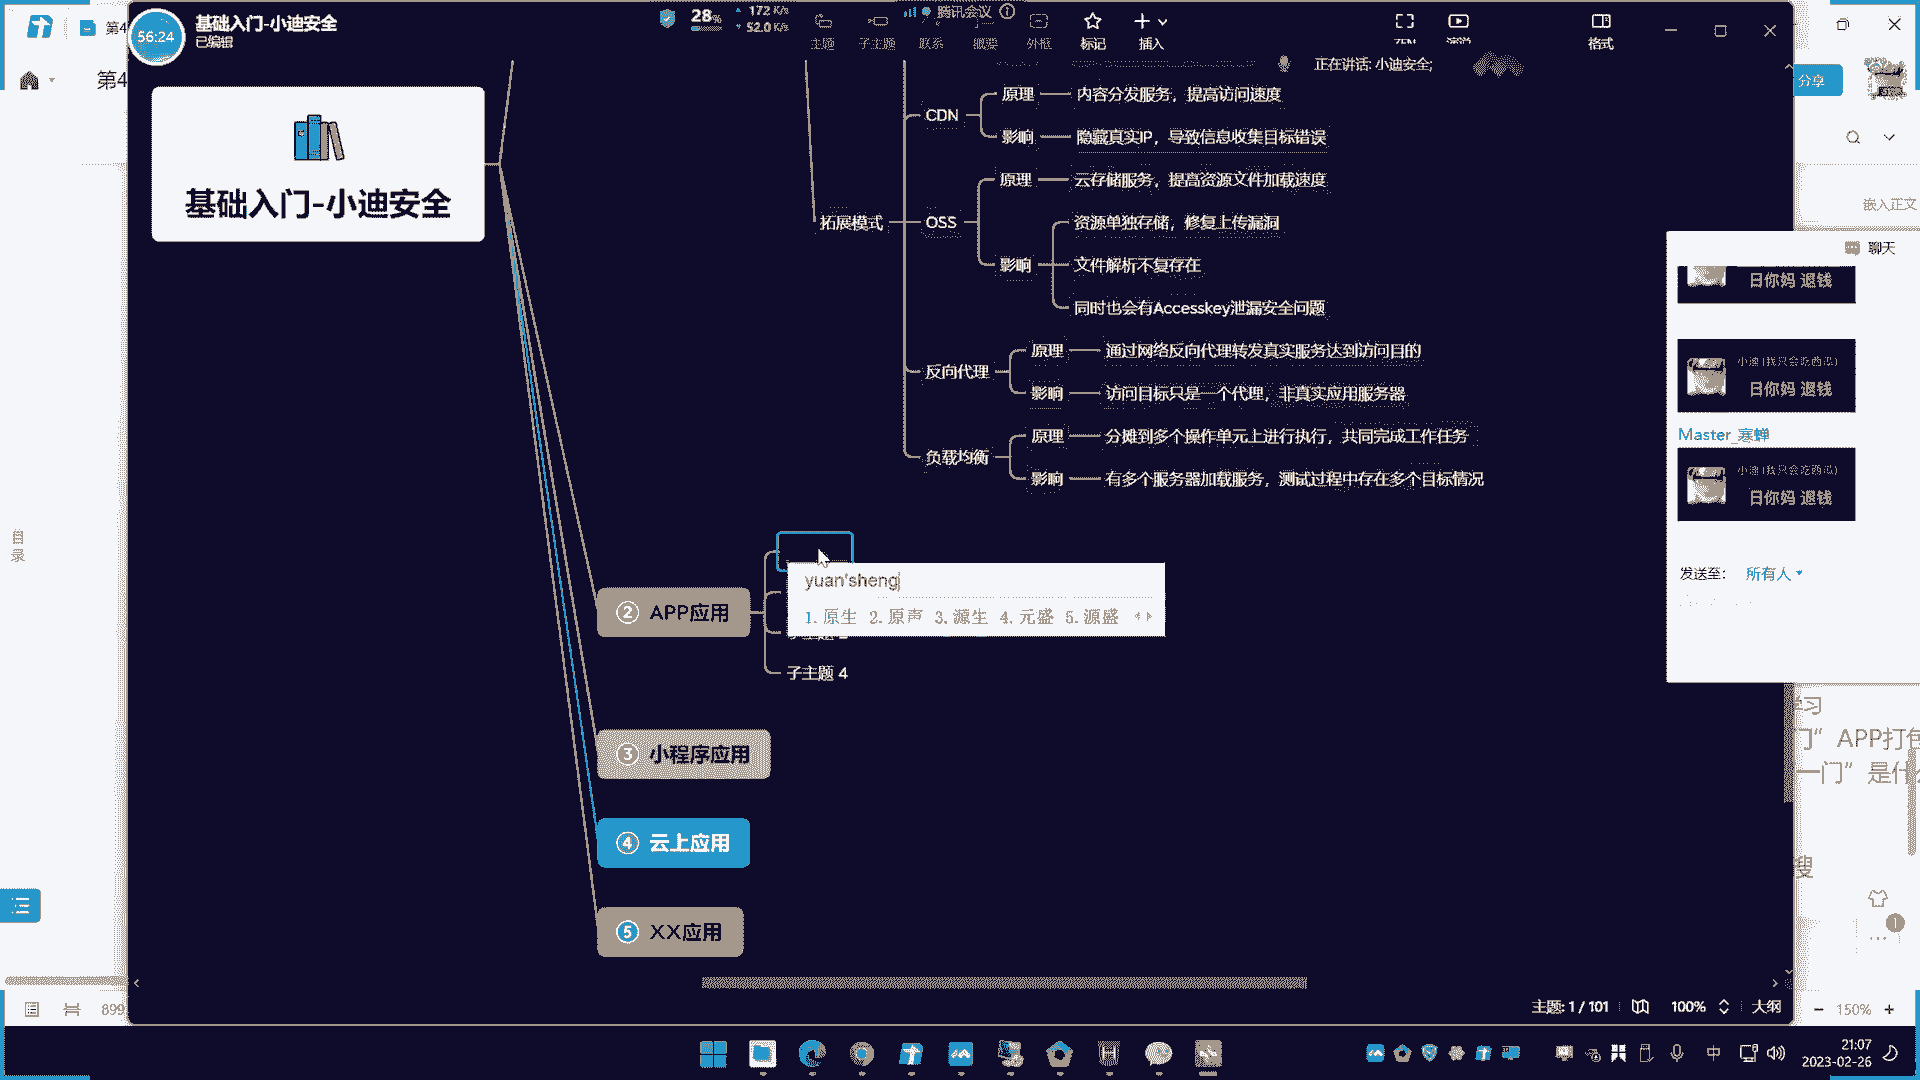 56:24
基础入门-小迪安全
已编辑
28%
172 K/s
52.0 K/s
主题
子主题
联系
概要
外框
标记
插入
格式
腾讯会议
正在讲话: 小迪安全;
第4
第4
分享
基础入门-小迪安全
拓展模式
CDN
原理
内容分发服务，提高访问速度
影响
隐藏真实IP，导致信息收集目标错误
OSS
原理
云存储服务，提高资源文件加载速度
影响
资源单独存储，修复上传漏洞
文件解析不复存在
同时也会有Accesskey泄漏安全问题
反向代理
原理
通过网络反向代理转发真实服务达到访问目的
影响
访问目标只是一个代理，非真实应用服务器
负载均衡
原理
分摊到多个操作单元上进行执行，共同完成工作任务
影响
有多个服务器加载服务，测试过程中存在多个目标情况
② APP应用
yuan'sheng
1.原生 2.原声 3.源生 4.元盛 5.源盛
子主题 4
③ 小程序应用
④ 云上应用
⑤ XX应用
嵌入正文
聊天
日你妈 退钱
小迪(我只会吃西瓜)
日你妈 退钱
Master_寒蝉
小迪(我只会吃西瓜)
日你妈 退钱
发送至: 所有人
目录
学习
门” APP打包
一门” 是什么
搜
1
主题: 1 / 101
100%
大纲
899
150%
中
21:07
2023-02-26